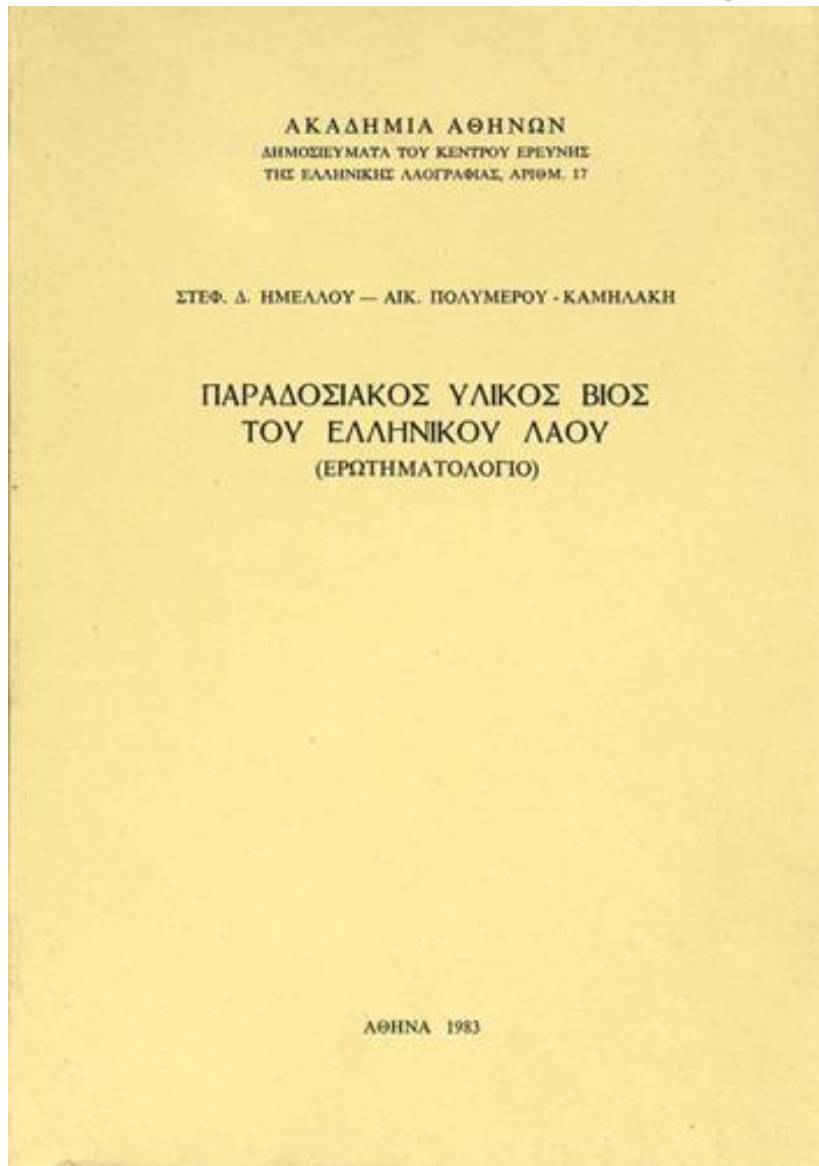 ΑΚΑΔΗΜΙΑ ΑΘΗΝΩΝ
ΔΗΜΟΣΙΕΥΜΑΤΑ ΤΟΥ ΚΕΝΤΡΟΥ ΕΡΕΥΝΗΣ
ΤΗΣ ΕΛΛΗΝΙΚΗΣ ΛΑΟΓΡΑΦΙΑΣ, ΑΡΙΘΜ. 17
ΣΤΕΦ. Δ. ΗΜΕΛΛΟΥ — ΑΙΚ. ΠΟΛΥΜΕΡΟΥ - ΚΑΜΗΛΑΚΗ
ΠΑΡΑΔΟΣΙΑΚΟΣ ΥΛΙΚΟΣ ΒΙΟΣ
ΤΟΥ ΕΛΛΗΝΙΚΟΥ ΛΑΟΥ
(ΕΡΩΤΗΜΑΤΟΛΟΓΙΟ)
ΑΘΗΝΑ 1983